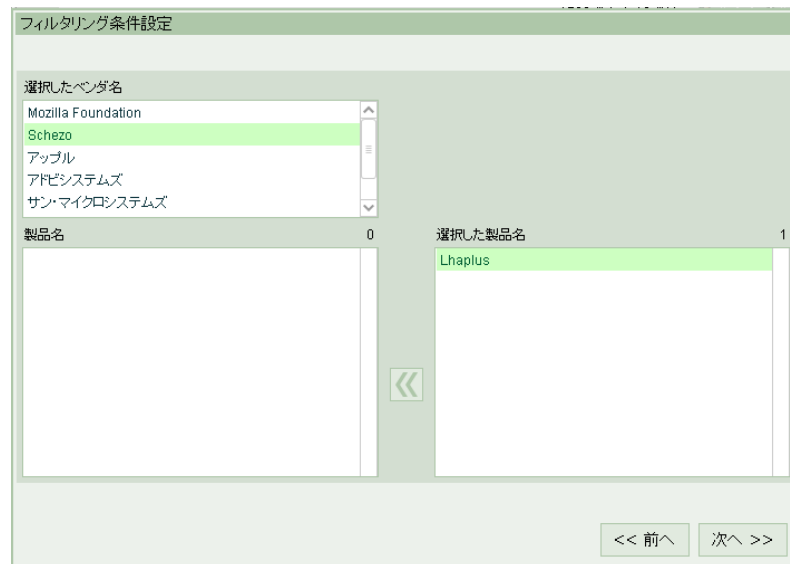 フィルタリング条件設定
選択したベンダ名
Mozilla Foundation
Schezo
アップル
アドビシステムズ
サン・マイクロシステムズ
製品名 0
選択した製品名 1
Lhaplus
<< 前へ
次へ >>